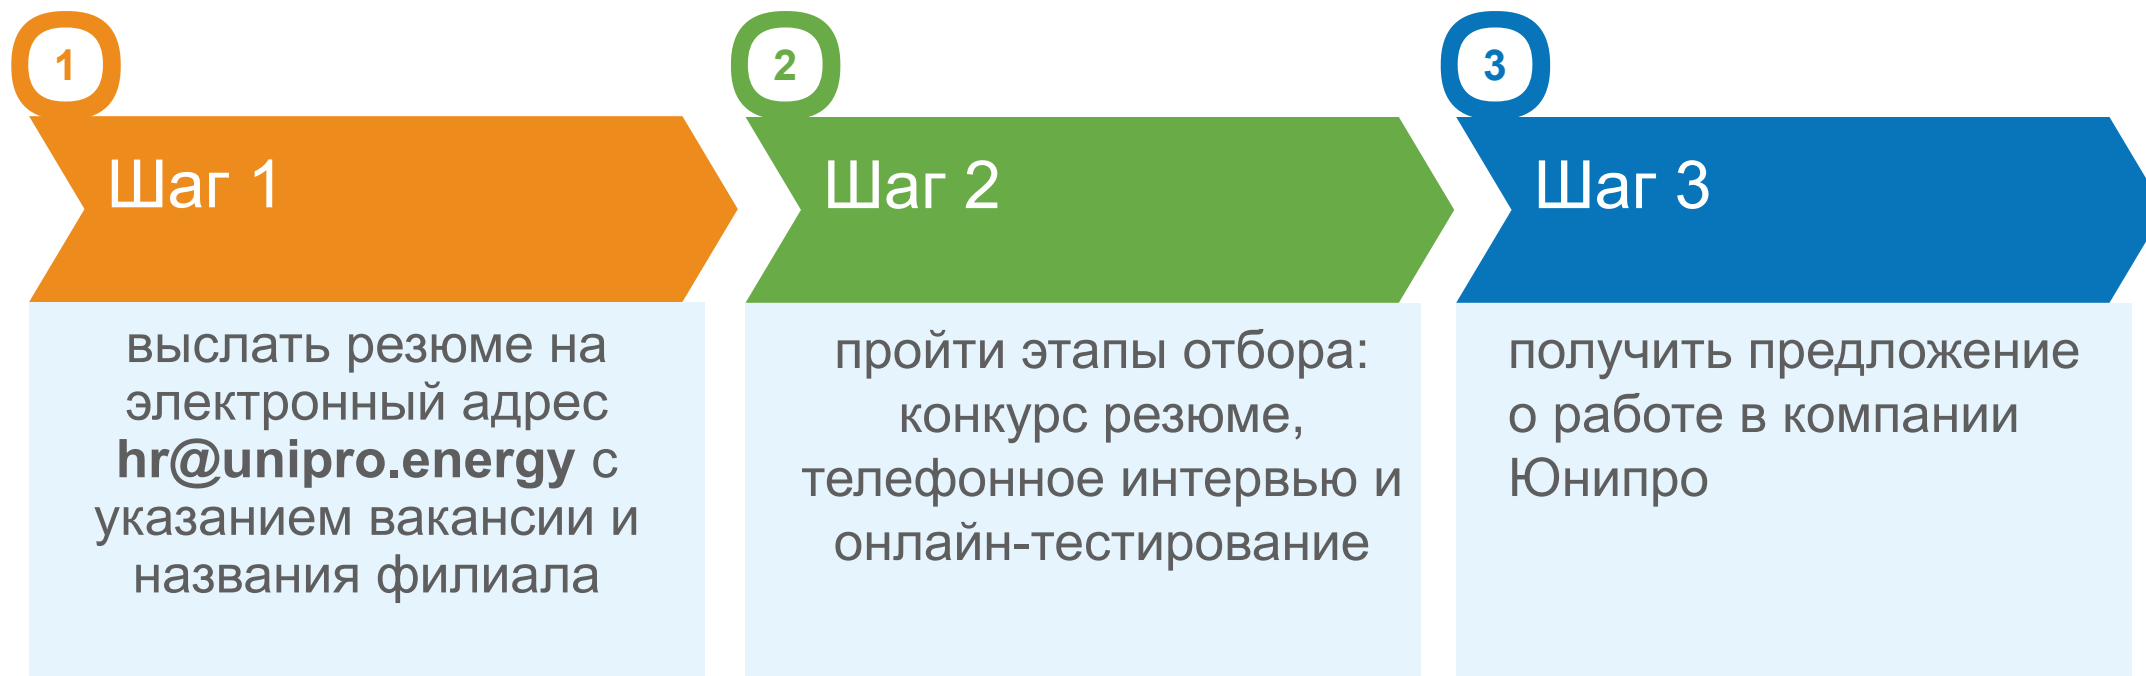 1
Шаг 1
выслать резюме на
электронный адрес
hr@unipro.energy с
указанием вакансии и
названия филиала
2
Шаг 2
пройти этапы отбора:
конкурс резюме,
телефонное интервью и
онлайн-тестирование
3
Шаг 3
получить предложение
о работе в компании
Юнипро